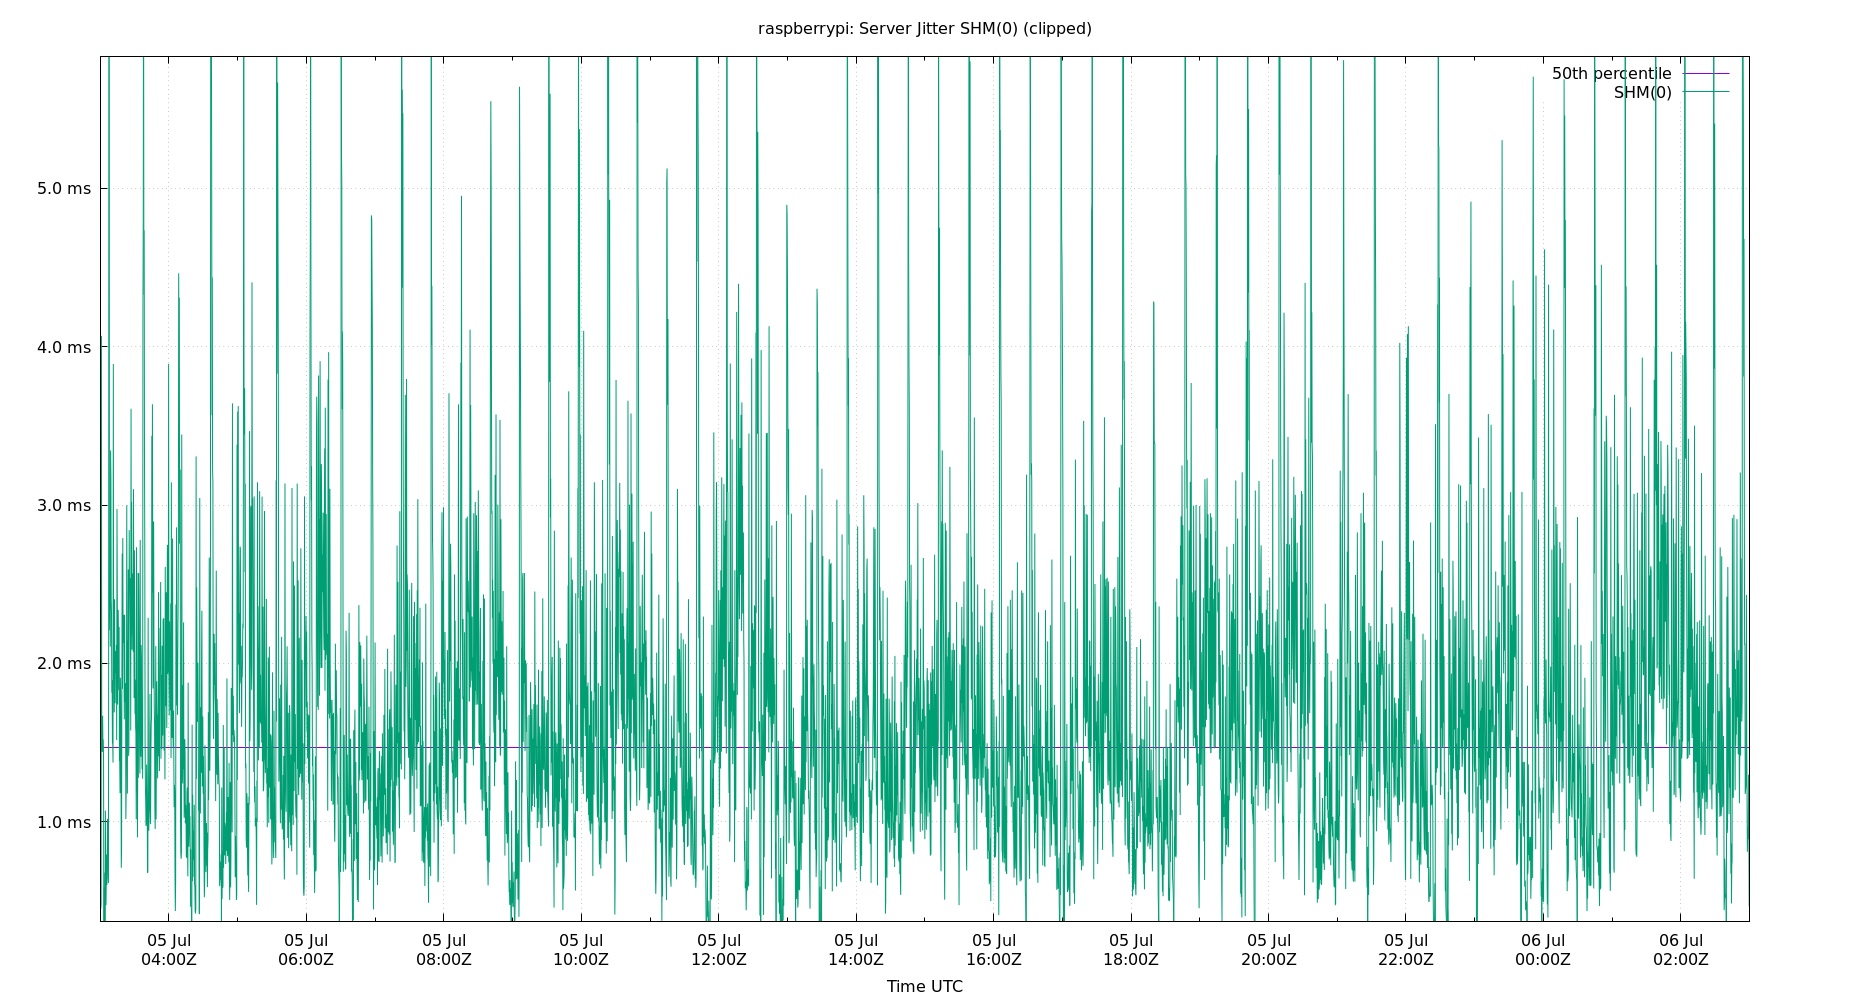 raspberrypi: Server Jitter SHM(0) (clipped)
50th percentile
SHM(0)
5.0 ms
4.0 ms
3.0 ms
2.0 ms
1.0 ms
05 Jul 05 Jul 05 Jul 05 Jul 05 Jul 05 Jul 05 Jul 05 Jul 05 Jul 05 Jul 06 Jul 06 Jul
04:00Z 06:00Z 08:00Z 10:00Z 12:00Z 14:00Z 16:00Z 18:00Z 20:00Z 22:00Z 00:00Z 02:00Z
Time UTC